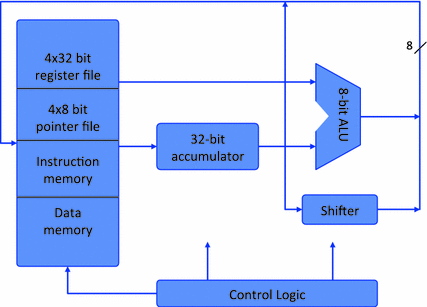 4x32 bit
register file
4x8 bit
pointer file
Instruction
memory
Data
memory
32-bit
accumulator
8-bit ALU
8
Shifter
Control Logic